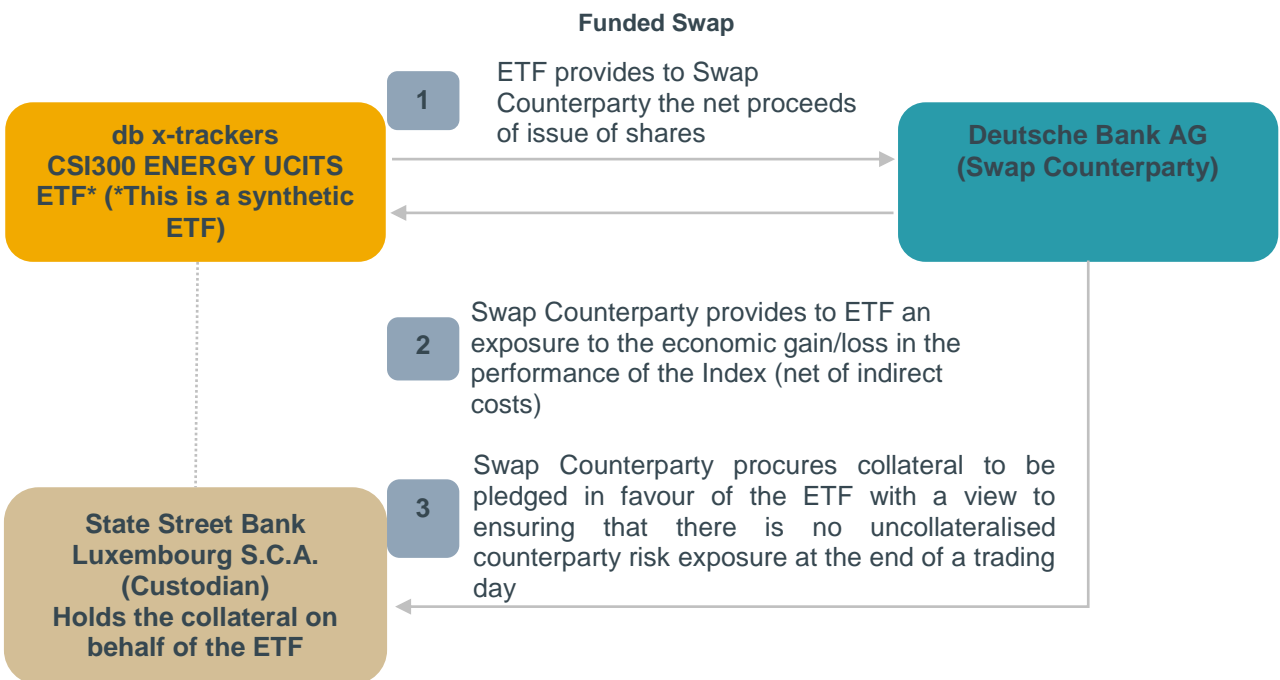 Funded Swap
1
ETF provides to Swap
Counterparty the net proceeds
of issue of shares
db x-trackers
CSI300 ENERGY UCITS
ETF* (*This is a synthetic
ETF)
Deutsche Bank AG
(Swap Counterparty)
2
Swap Counterparty provides to ETF an
exposure to the economic gain/loss in the
performance of the Index (net of indirect
costs)
3
Swap Counterparty procures collateral to be
pledged in favour of the ETF with a view to
ensuring that there is no uncollateralised
counterparty risk exposure at the end of a trading
day
State Street Bank
Luxembourg S.C.A.
(Custodian)
Holds the collateral on
behalf of the ETF